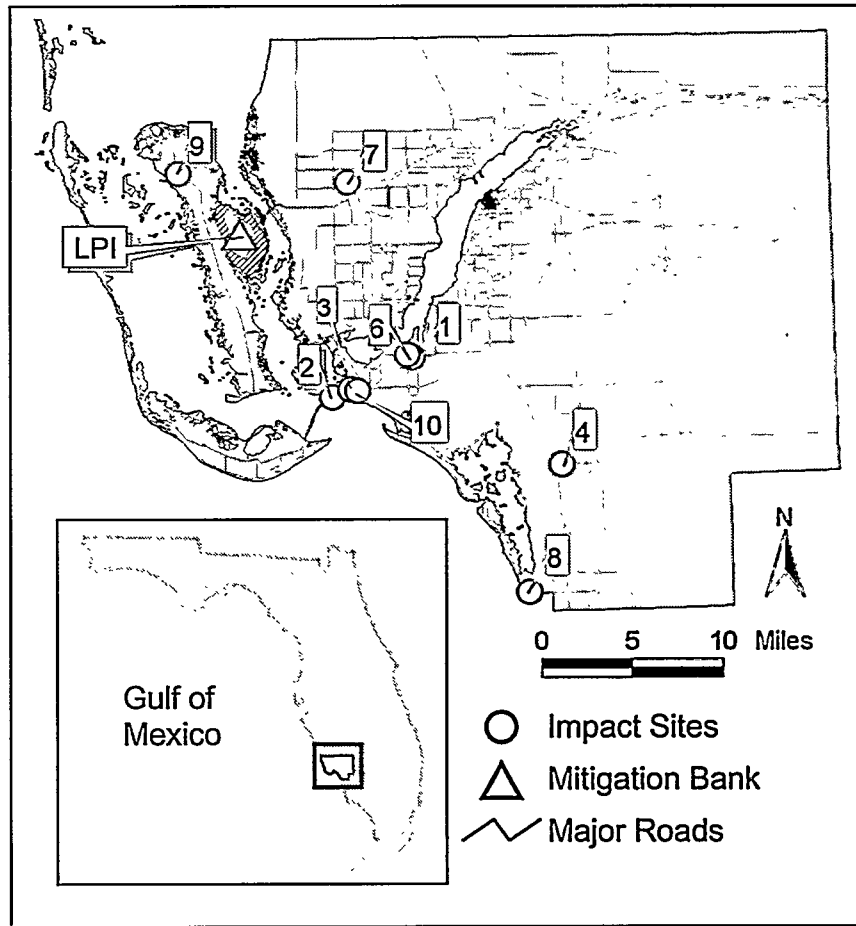 9
7
LPI
3
6
1
2
10
4
N
8
0 5 10 Miles
Gulf of
Mexico
Impact Sites
Mitigation Bank
Major Roads